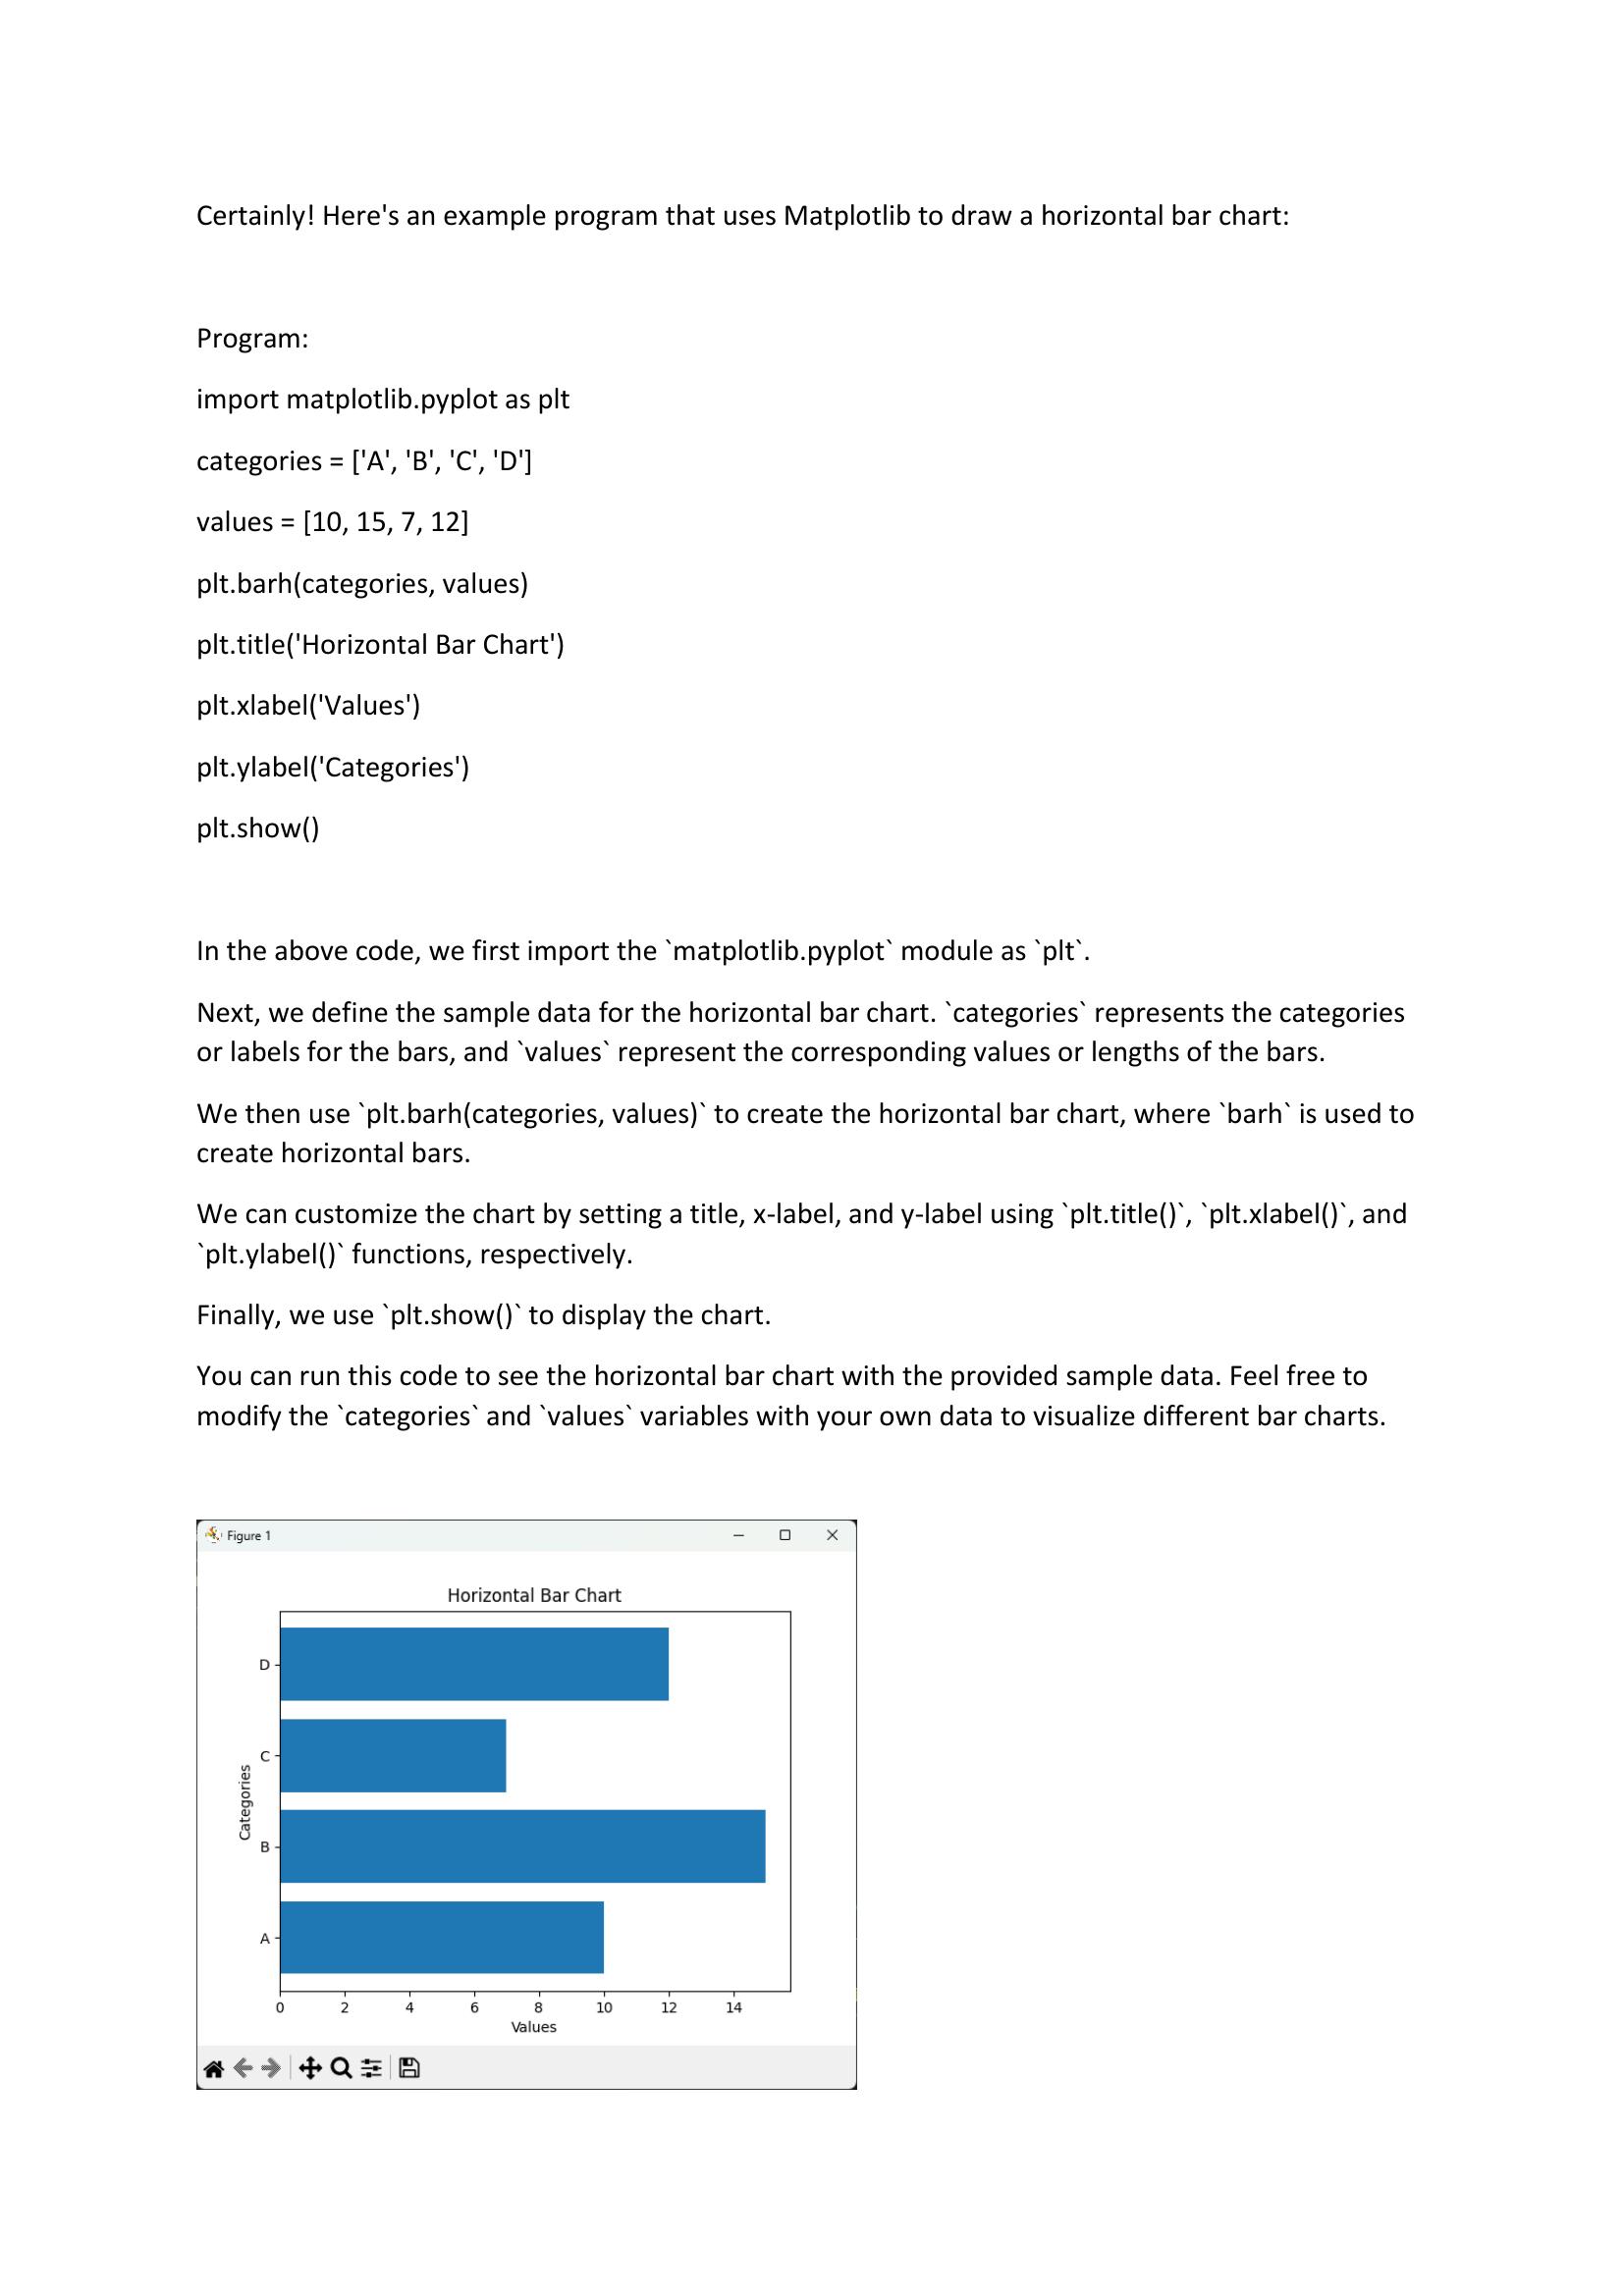 Certainly! Here's an example program that uses Matplotlib to draw a horizontal bar chart:
Program:
import matplotlib.pyplot as plt
categories = ['A', 'B', 'C', 'D']
values = [10, 15, 7, 12]
plt.barh(categories, values)
plt.title('Horizontal Bar Chart')
plt.xlabel('Values')
plt.ylabel('Categories')
plt.show()
In the above code, we first import the `matplotlib.pyplot` module as `plt`.
Next, we define the sample data for the horizontal bar chart. `categories` represents the categories
or labels for the bars, and `values` represent the corresponding values or lengths of the bars.
We then use `plt.barh(categories, values)` to create the horizontal bar chart, where `barh` is used to
create horizontal bars.
We can customize the chart by setting a title, x-label, and y-label using `plt.title()`, `plt.xlabel()`, and
`plt.ylabel()` functions, respectively.
Finally, we use `plt.show()` to display the chart.
You can run this code to see the horizontal bar chart with the provided sample data. Feel free to
modify the `categories` and `values` variables with your own data to visualize different bar charts.
Figure 1
Horizontal Bar Chart
D
C
Categories
B
A
0 2 4 6 8 10 12 14
Values